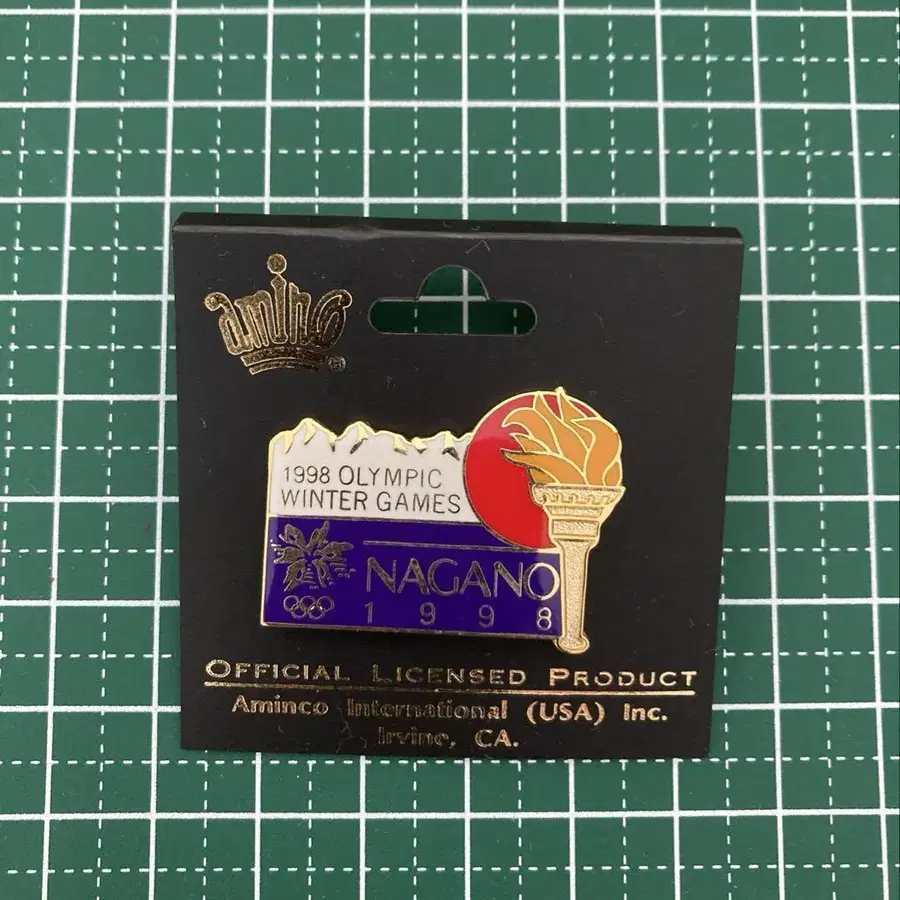 aminco
1998 OLYMPIC
WINTER GAMES
NAGANO
1998
OFFICIAL LICENSED PRODUCT
Aminco International (USA) Inc.
Irvine, CA.